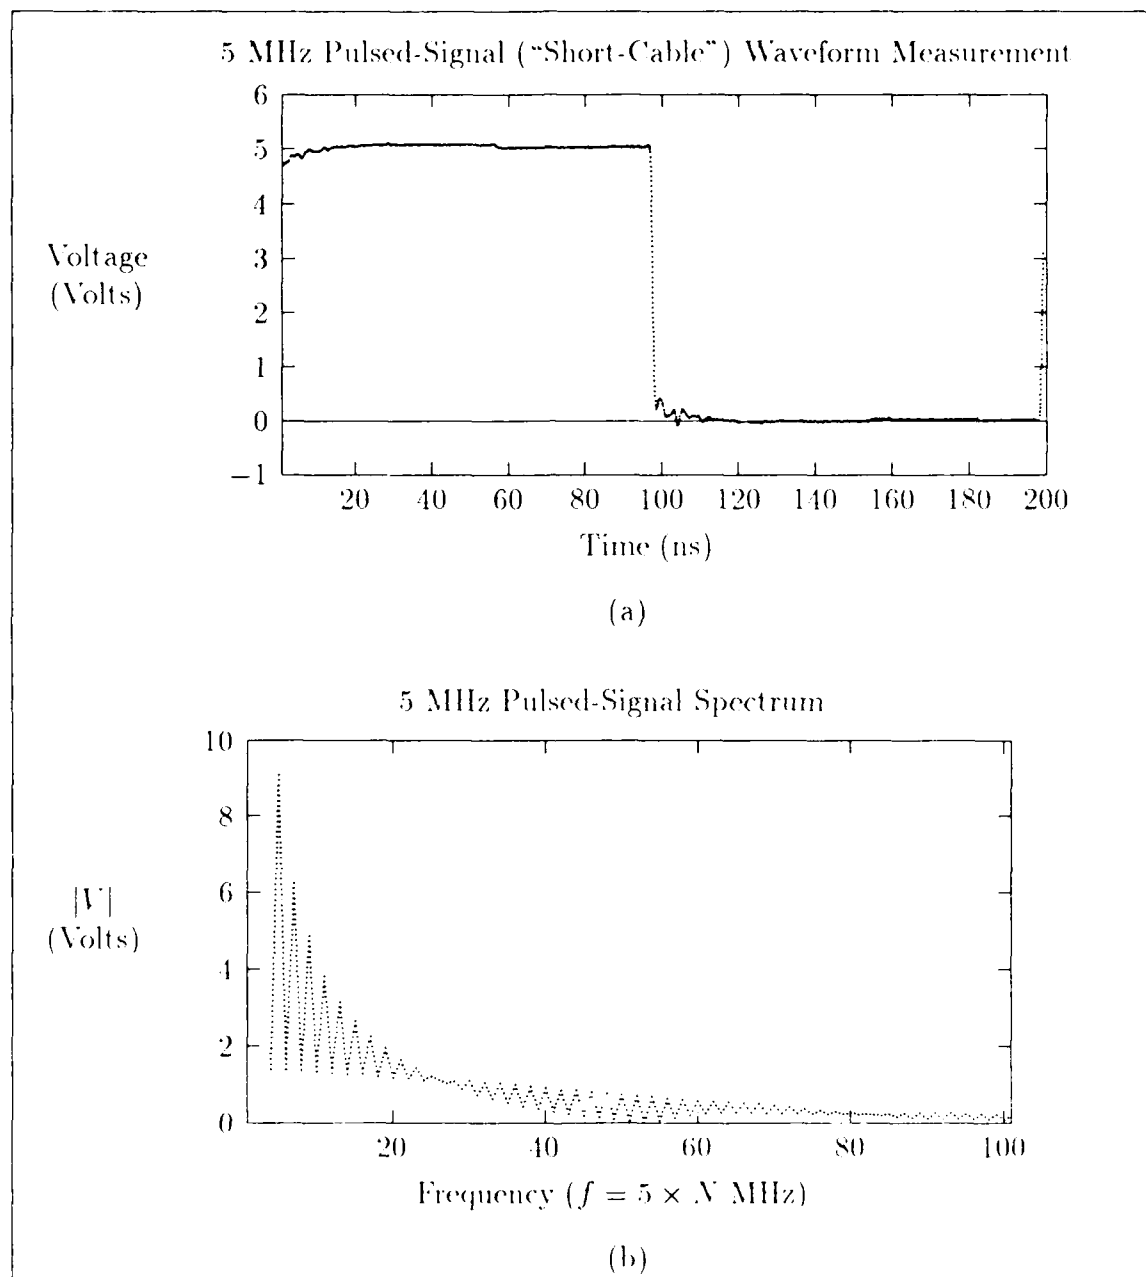 5 MHz Pulsed-Signal (“Short-Cable”) Waveform Measurement
6
5
4
3
2
1
0
−1
Voltage
(Volts)
20 40 60 80 100 120 140 160 180 200
Time (ns)
(a)
5 MHz Pulsed-Signal Spectrum
10
8
6
4
2
0
|V|
(Volts)
20 40 60 80 100
Frequency (f = 5 × N MHz)
(b)